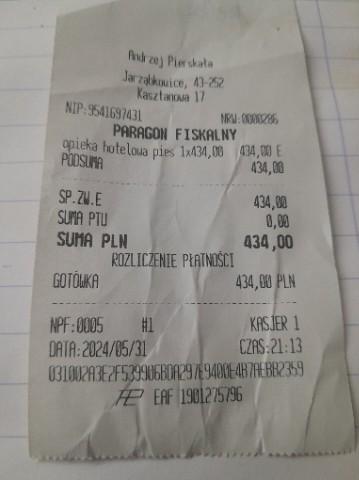 Andrzej Pierskała
Jarząbkowice, 43-252
Kasztanowa 17
NIP:9541697431 NRW:0000286
PARAGON FISKALNY
opieka hotelowa pies 1x434,00 434,00 E
PODSUMA 434,00
SP.ZW.E 434,00
SUMA PTU 0,00
SUMA PLN 434,00
ROZLICZENIE PŁATNOŚCI
GOTÓWKA 434,00 PLN
NPF:0005 #1 KASJER 1
DATA:2024/05/31 CZAS:21:13
031002A3E2F539906BDA297E9400E4B7AEBB2359
EAF 1901275796